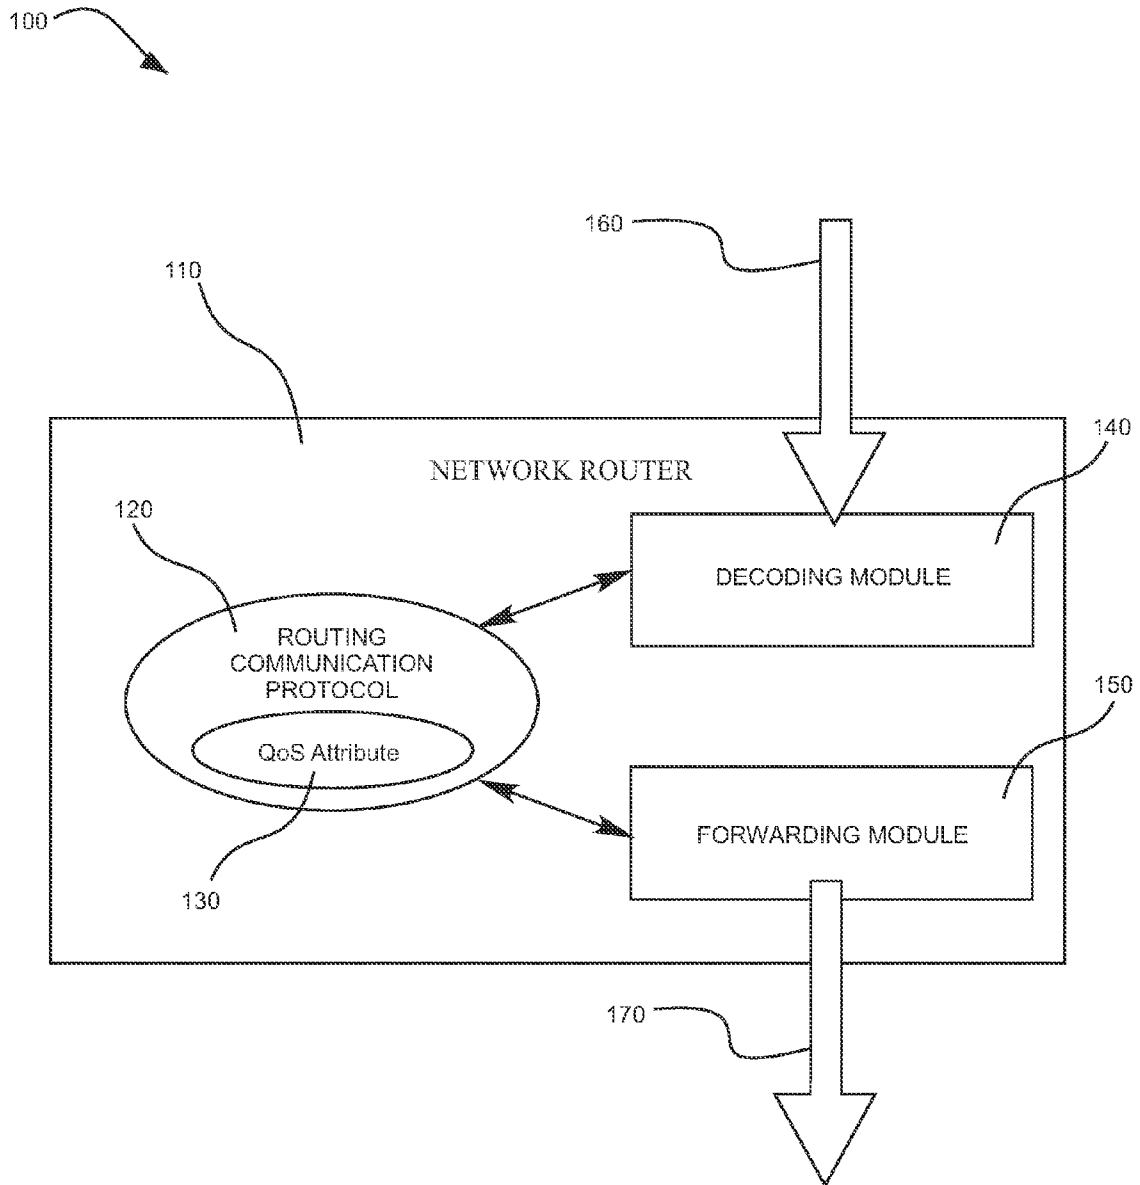 100
160
110
140
NETWORK ROUTER
120
DECODING MODULE
ROUTING
COMMUNICATION
PROTOCOL
150
QoS Attribute
FORWARDING MODULE
130
170